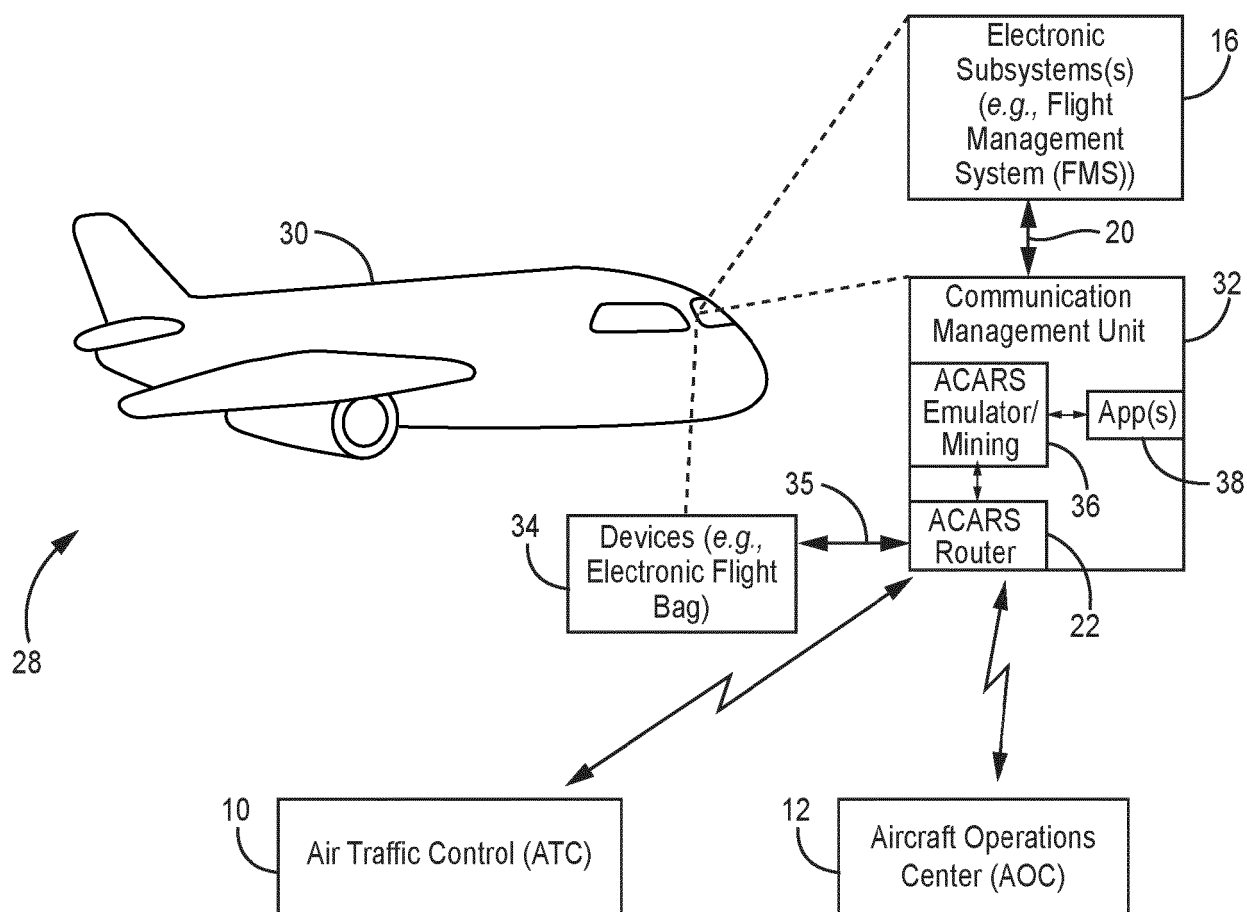 Electronic
Subsystems(s)
(e.g., Flight
Management
System (FMS))
16
20
30
Communication
Management Unit
32
ACARS
Emulator/
Mining
App(s)
36
38
35
ACARS
Router
22
34
Devices (e.g.,
Electronic Flight
Bag)
28
10
Air Traffic Control (ATC)
12
Aircraft Operations
Center (AOC)